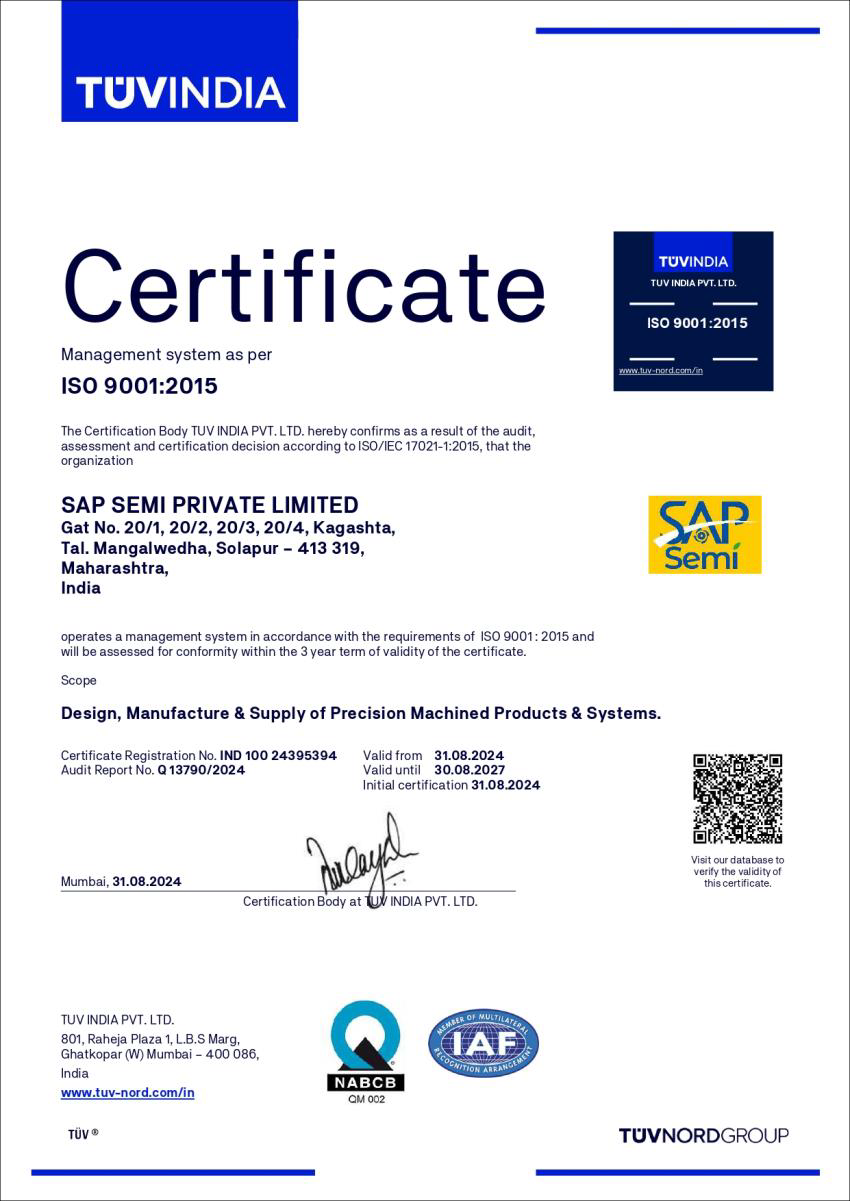 TÜVINDIA
Certificate
Management system as per
ISO 9001:2015
TÜVINDIA
TUV INDIA PVT. LTD.
ISO 9001:2015
www.tuv-nord.com/in
The Certification Body TUV INDIA PVT. LTD. hereby confirms as a result of the audit,
assessment and certification decision according to ISO/IEC 17021-1:2015, that the
organization
SAP SEMI PRIVATE LIMITED
Gat No. 20/1, 20/2, 20/3, 20/4, Kagashta,
Tal. Mangalwedha, Solapur – 413 319,
Maharashtra,
India
SAP
Semi
operates a management system in accordance with the requirements of ISO 9001 : 2015 and
will be assessed for conformity within the 3 year term of validity of the certificate.
Scope
Design, Manufacture & Supply of Precision Machined Products & Systems.
Certificate Registration No. IND 100 24395394
Audit Report No. Q 13790/2024
Valid from 31.08.2024
Valid until 30.08.2027
Initial certification 31.08.2024
Visit our database to
verify the validity of
this certificate.
Mumbai, 31.08.2024
Certification Body at TUV INDIA PVT. LTD.
TUV INDIA PVT. LTD.
801, Raheja Plaza 1, L.B.S Marg,
Ghatkopar (W) Mumbai – 400 086,
India
www.tuv-nord.com/in
NABCB
QM 002
MEMBER OF MULTILATERAL
IAF
RECOGNITION ARRANGEMENT
TÜV ®
TÜVNORDGROUP